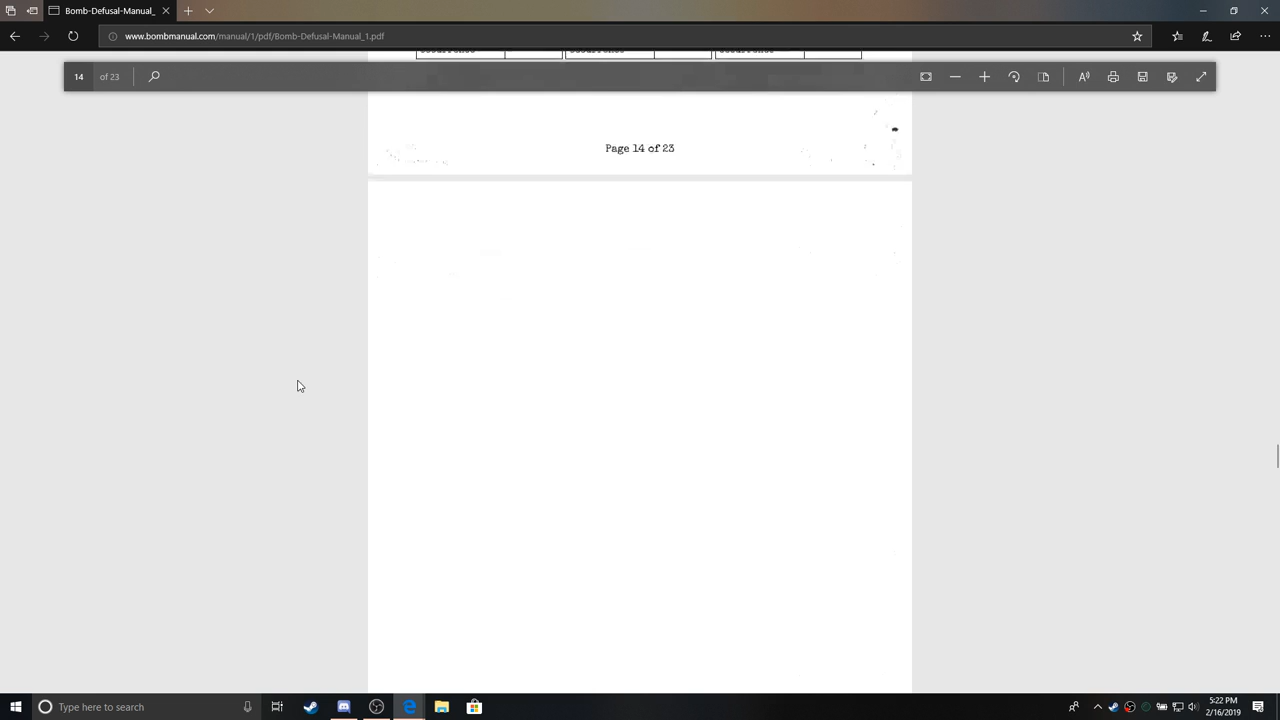 Bomb-Defusal-Manual_
www.bombmanual.com/manual/1/pdf/Bomb-Defusal-Manual_1.pdf
14 of 23
Page 14 of 23
Type here to search
5:22 PM
2/16/2019